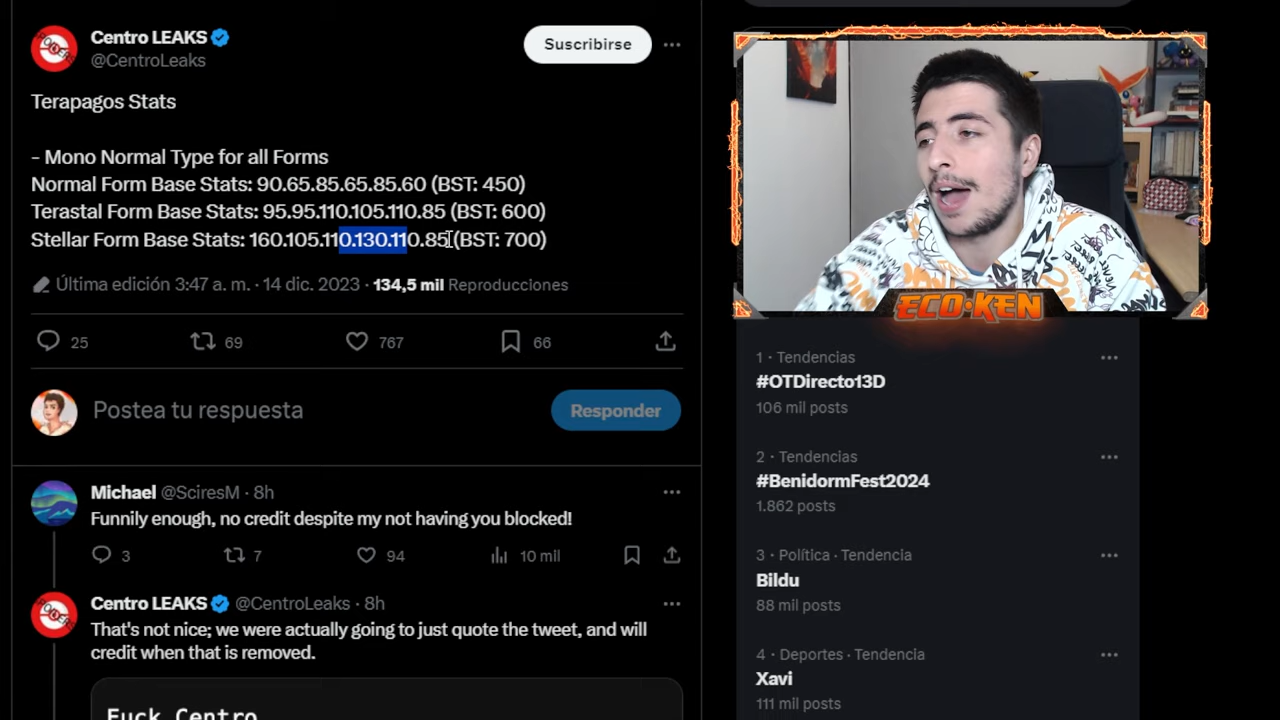 Centro LEAKS
@CentroLeaks
Suscribirse
Terapagos Stats
- Mono Normal Type for all Forms
Normal Form Base Stats: 90.65.85.65.85.60 (BST: 450)
Terastal Form Base Stats: 95.95.110.105.110.85 (BST: 600)
Stellar Form Base Stats: 160.105.110.130.110.85 (BST: 700)
Última edición 3:47 a. m. · 14 dic. 2023 · 134,5 mil Reproducciones
25 69 767 66
Postea tu respuesta
Responder
Michael @SciresM · 8h
Funnily enough, no credit despite my not having you blocked!
3 7 94 10 mil
Centro LEAKS @CentroLeaks · 8h
That's not nice; we were actually going to just quote the tweet, and will
credit when that is removed.
Fuck Centro
ECO·KEN
1 · Tendencias
#OTDirecto13D
106 mil posts
2 · Tendencias
#BenidormFest2024
1.862 posts
3 · Política · Tendencia
Bildu
88 mil posts
4 · Deportes · Tendencia
Xavi
111 mil posts